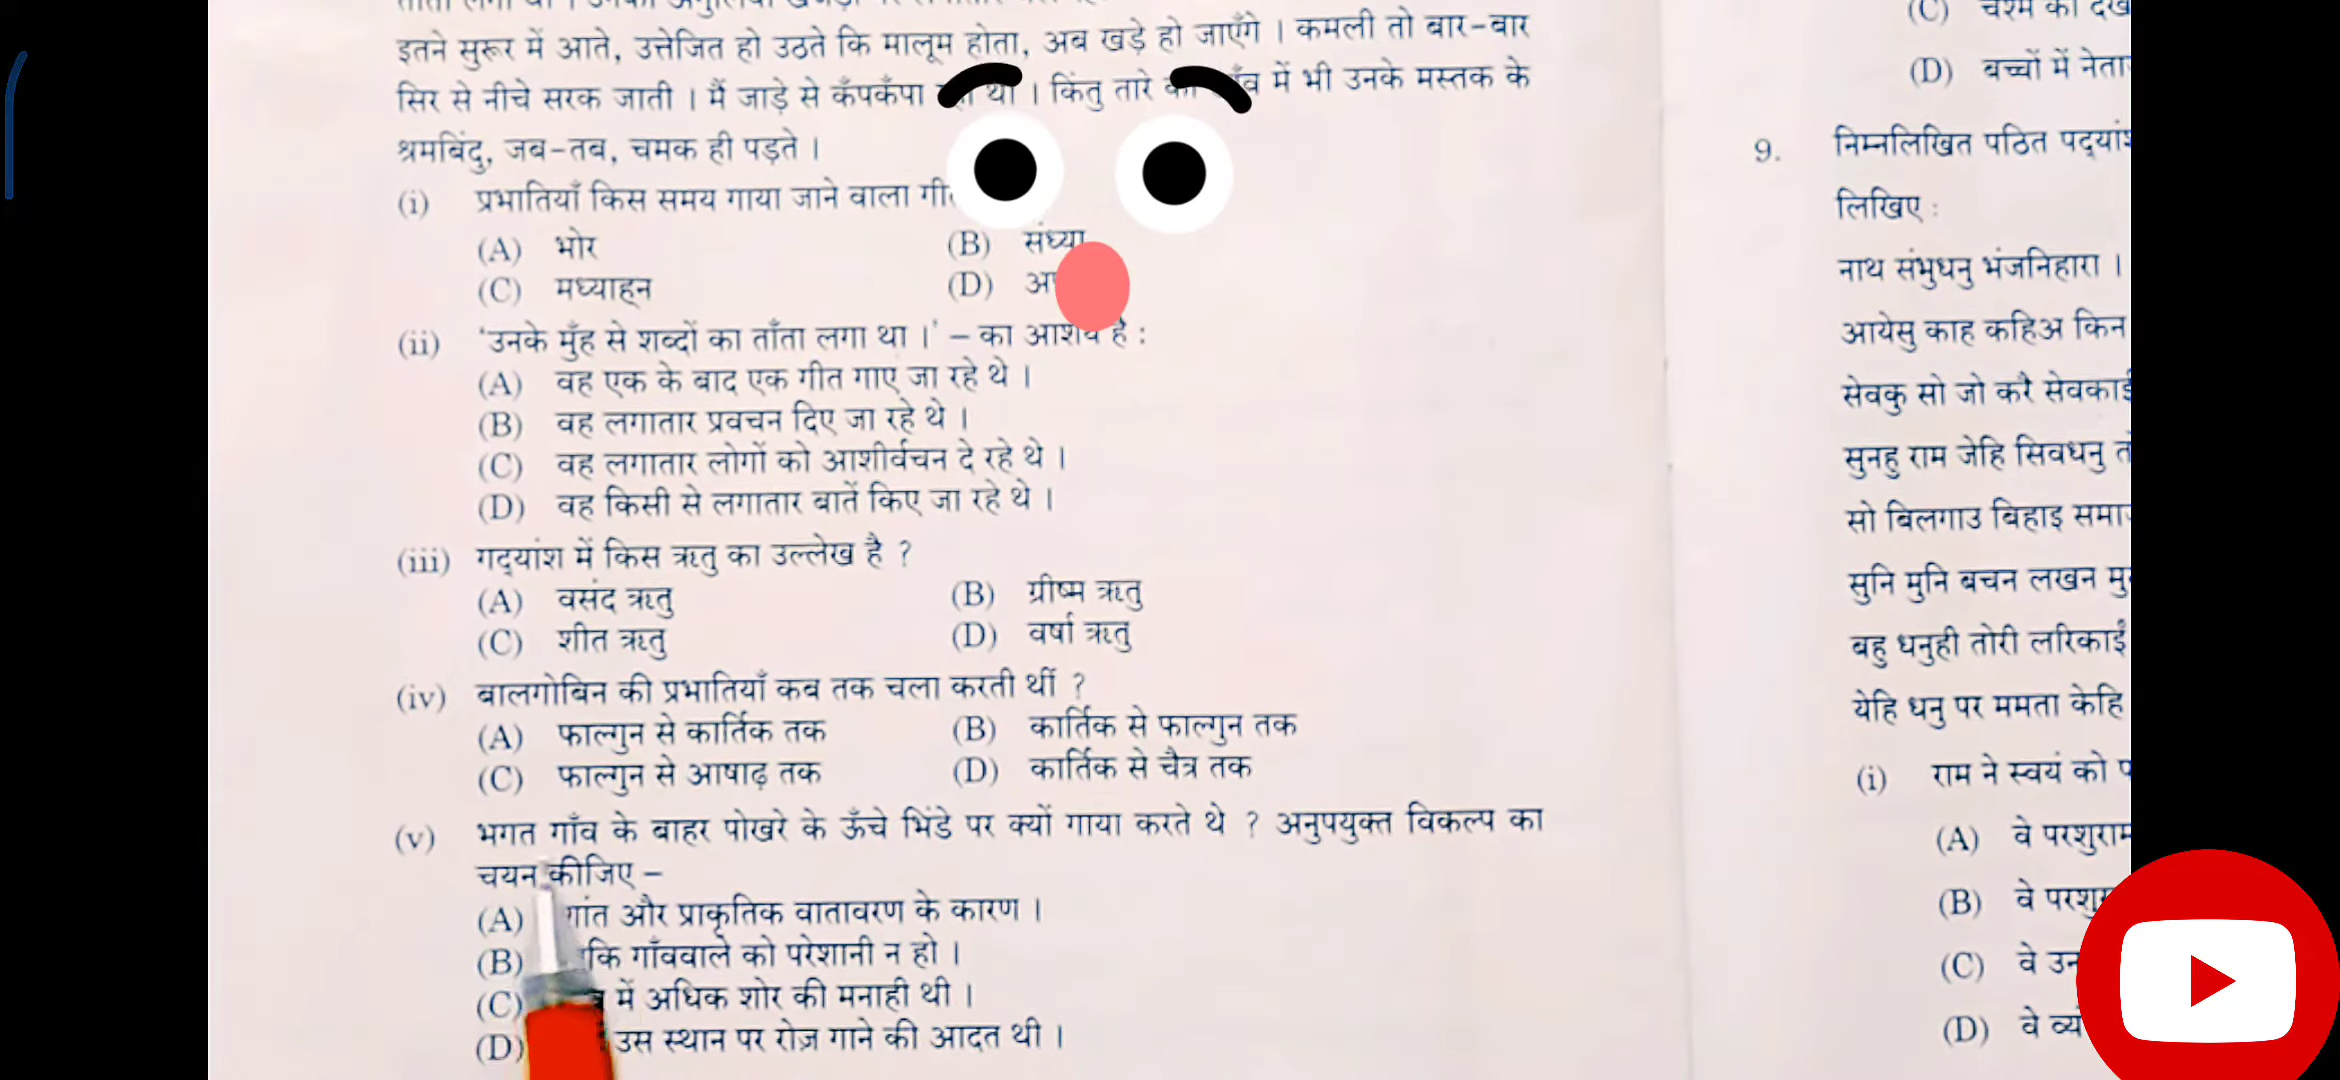 इतने सुरूर में आते, उत्तेजित हो उठते कि मालूम होता, अब खड़े हो जाएँगे । कमली तो बार-बार
सिर से नीचे सरक जाती । मैं जाड़े से कँपकँपा था । किंतु तारे की में भी उनके मस्तक के
श्रमबिंदु, जब-तब, चमक ही पड़ते ।
(i) प्रभातियाँ किस समय गाया जाने वाला
(A) भोर (B) संध्या
(C) मध्याह्न (D)
(ii) 'उनके मुँह से शब्दों का ताँता लगा था ।' – का आशय है :
(A) वह एक के बाद एक गीत गाए जा रहे थे ।
(B) वह लगातार प्रवचन दिए जा रहे थे ।
(C) वह लगातार लोगों को आशीर्वचन दे रहे थे ।
(D) वह किसी से लगातार बातें किए जा रहे थे ।
(iii) गद्यांश में किस ऋतु का उल्लेख है ?
(A) वसंद ऋतु (B) ग्रीष्म ऋतु
(C) शीत ऋतु (D) वर्षा ऋतु
(iv) बालगोबिन की प्रभातियाँ कब तक चला करती थीं ?
(A) फाल्गुन से कार्तिक तक (B) कार्तिक से फाल्गुन तक
(C) फाल्गुन से आषाढ़ तक (D) कार्तिक से चैत्र तक
(v) भगत गाँव के बाहर पोखरे के ऊँचे भिंडे पर क्यों गाया करते थे ? अनुपयुक्त विकल्प का
चयन कीजिए –
(A) और प्राकृतिक वातावरण के कारण ।
(B) गाँववाले को परेशानी न हो ।
(C) में अधिक शोर की मनाही थी ।
(D) उस स्थान पर रोज़ गाने की आदत थी ।
(C) चश्मे को
(D) बच्चों में
9. निम्नलिखित पठित
लिखिए :
नाथ संभुधनु भंजनिहारा ।
आयेसु काह कहिअ किन
सेवकु सो जो करै
सुनहु राम जेहि सिवधनु
सो बिलगाउ बिहाइ
सुनि मुनि बचन लखन
बहु धनुही तोरी लरिकाईं
येहि धनु पर ममता केहि
(i) राम ने स्वयं को
(A) वे
(B) वे
(C) वे
(D) वे